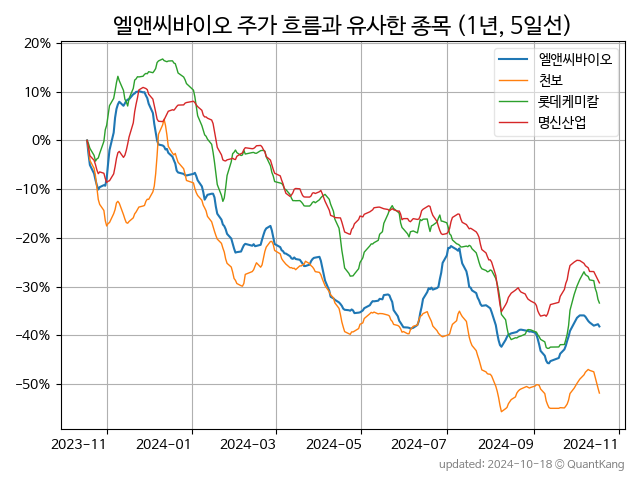 엘앤씨바이오 주가 흐름과 유사한 종목 (1년, 5일선)
20%
10%
0%
−10%
−20%
−30%
−40%
−50%
엘앤씨바이오
천보
롯데케미칼
명신산업
2023-11
2024-01
2024-03
2024-05
2024-07
2024-09
2024-11
updated: 2024-10-18 © QuantKang